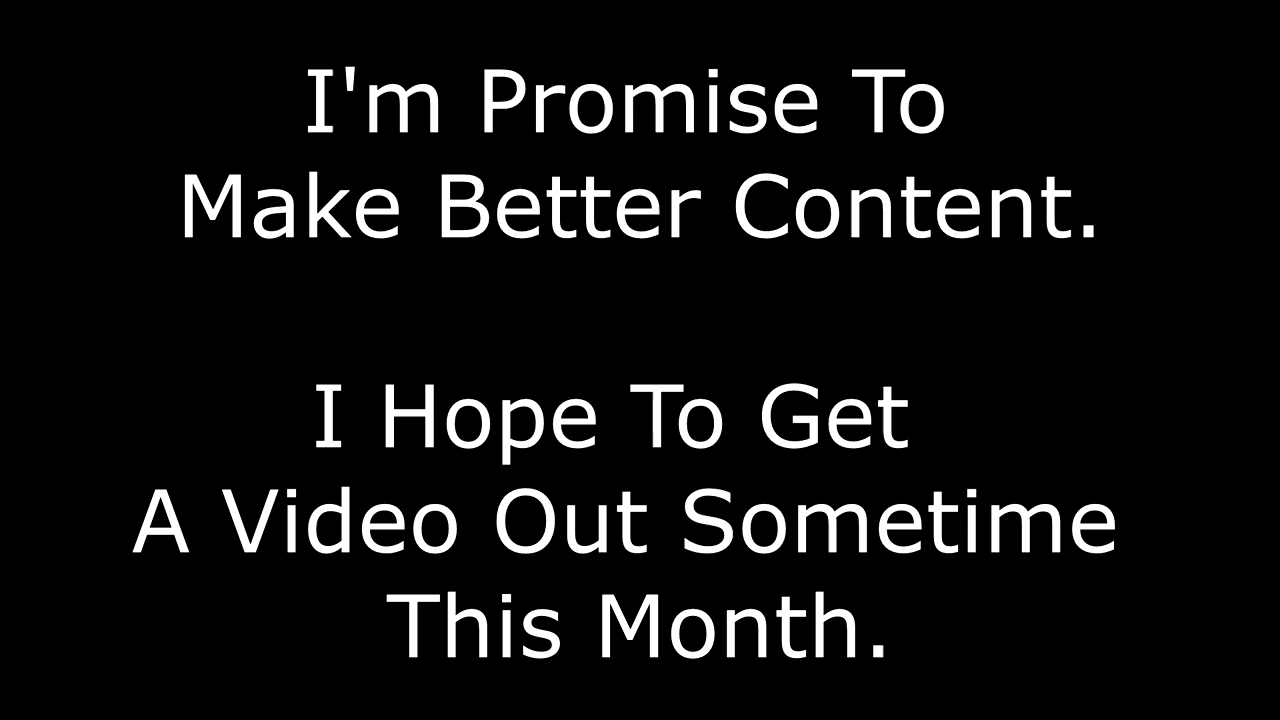 I'm Promise To
Make Better Content.
I Hope To Get
A Video Out Sometime
This Month.